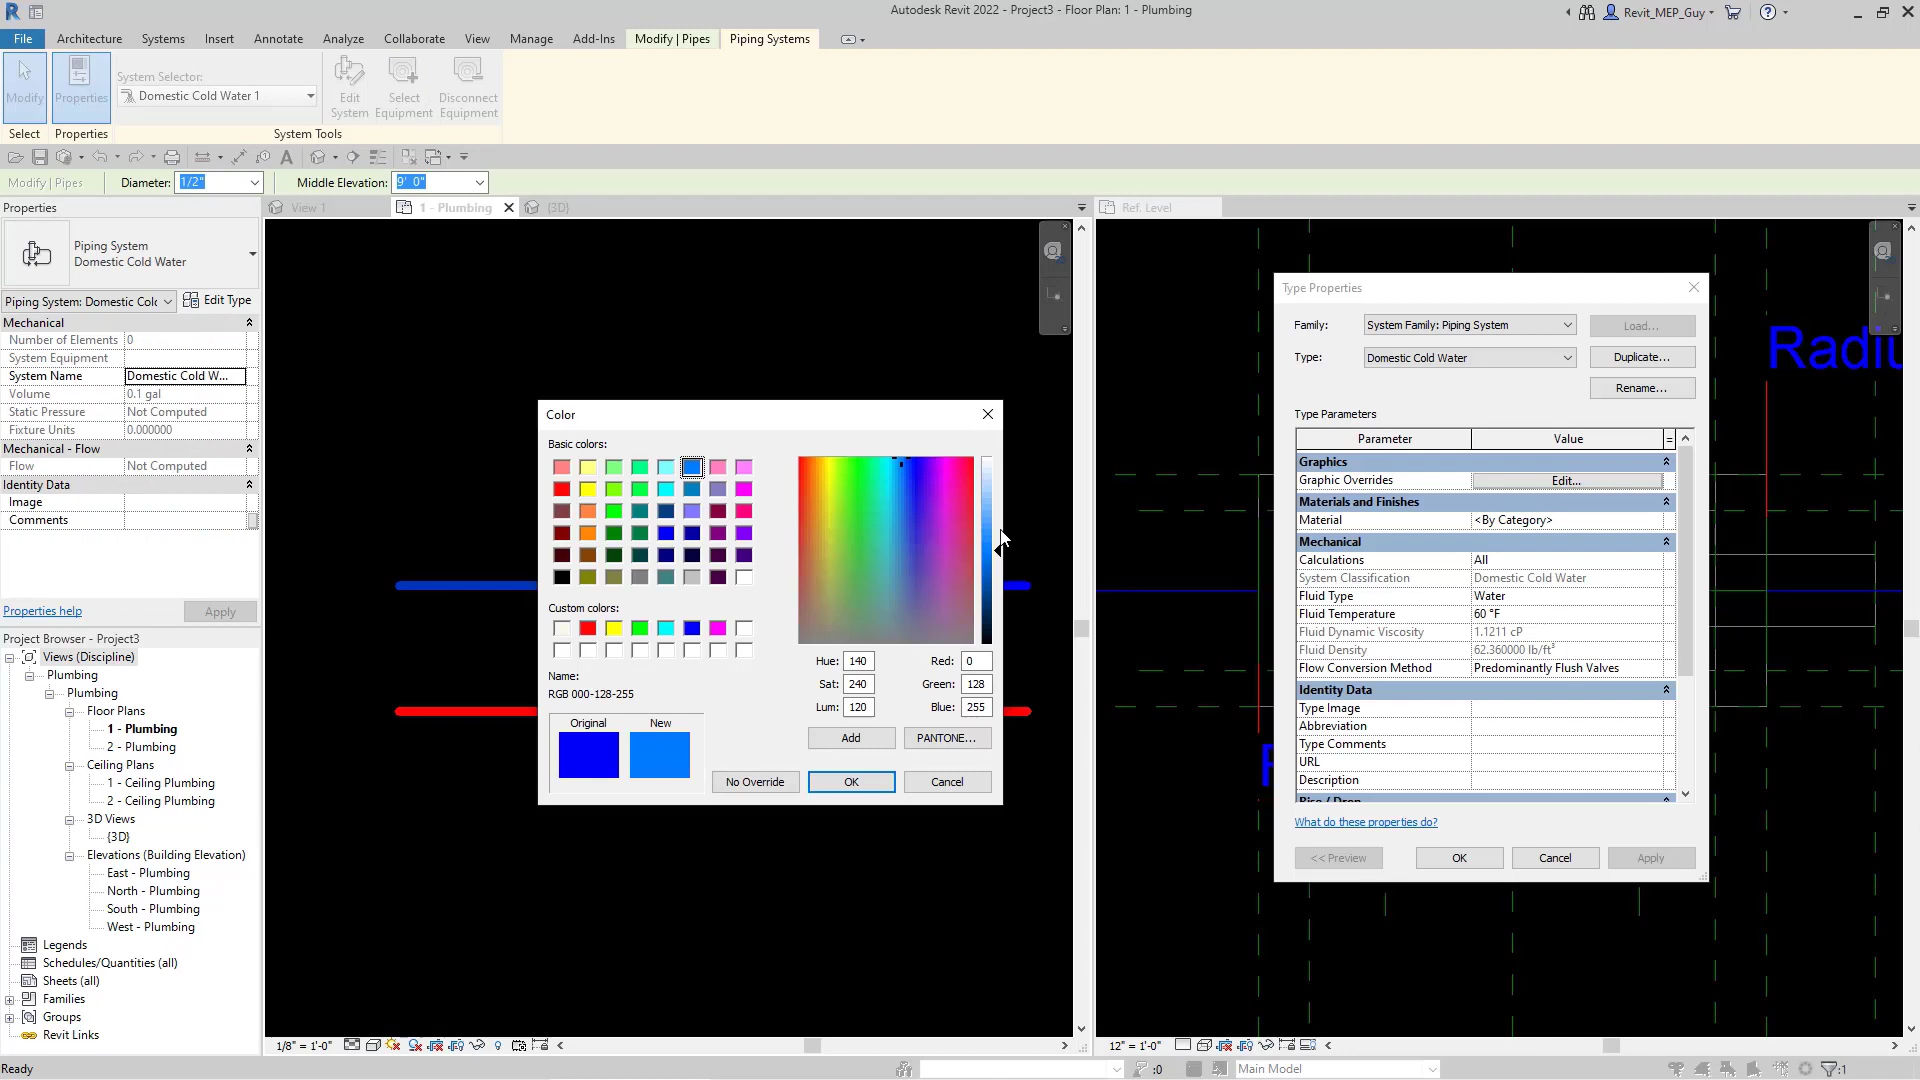 Autodesk Revit 2022 - Project3 - Floor Plan: 1 - Plumbing
Revit_MEP_Guy
File Architecture Systems Insert Annotate Analyze Collaborate View Manage Add-Ins Modify | Pipes Piping Systems
Modify
Properties
System Selector:
Domestic Cold Water 1
Edit System
Select Equipment
Disconnect Equipment
Select Properties System Tools
Modify | Pipes Diameter: 1/2" Middle Elevation: 9' 0"
Properties
View 1
1 - Plumbing
{3D}
Ref. Level
Piping System
Domestic Cold Water
Piping System: Domestic Col
Edit Type
Mechanical
Number of Elements 0
System Equipment
System Name Domestic Cold W...
Volume 0.1 gal
Static Pressure Not Computed
Fixture Units 0.000000
Mechanical - Flow
Flow Not Computed
Identity Data
Image
Comments
Properties help Apply
Project Browser - Project3
Views (Discipline)
Plumbing
Plumbing
Floor Plans
1 - Plumbing
2 - Plumbing
Ceiling Plans
1 - Ceiling Plumbing
2 - Ceiling Plumbing
3D Views
{3D}
Elevations (Building Elevation)
East - Plumbing
North - Plumbing
South - Plumbing
West - Plumbing
Legends
Schedules/Quantities (all)
Sheets (all)
Families
Groups
Revit Links
Color
Basic colors:
Custom colors:
Name:
RGB 000-128-255
Original New
Hue: 140 Red: 0
Sat: 240 Green: 128
Lum: 120 Blue: 255
Add PANTONE...
No Override OK Cancel
Type Properties
Family: System Family: Piping System Load...
Type: Domestic Cold Water Duplicate...
Rename...
Type Parameters
Parameter Value =
Graphics
Graphic Overrides Edit...
Materials and Finishes
Material <By Category>
Mechanical
Calculations All
System Classification Domestic Cold Water
Fluid Type Water
Fluid Temperature 60 °F
Fluid Dynamic Viscosity 1.1211 cP
Fluid Density 62.360000 lb/ft³
Flow Conversion Method Predominantly Flush Valves
Identity Data
Type Image
Abbreviation
Type Comments
URL
Description
Rise / Drop
What do these properties do?
<< Preview OK Cancel Apply
Radiu
1/8" = 1'-0"
12" = 1'-0"
Ready
:0
Main Model
:1